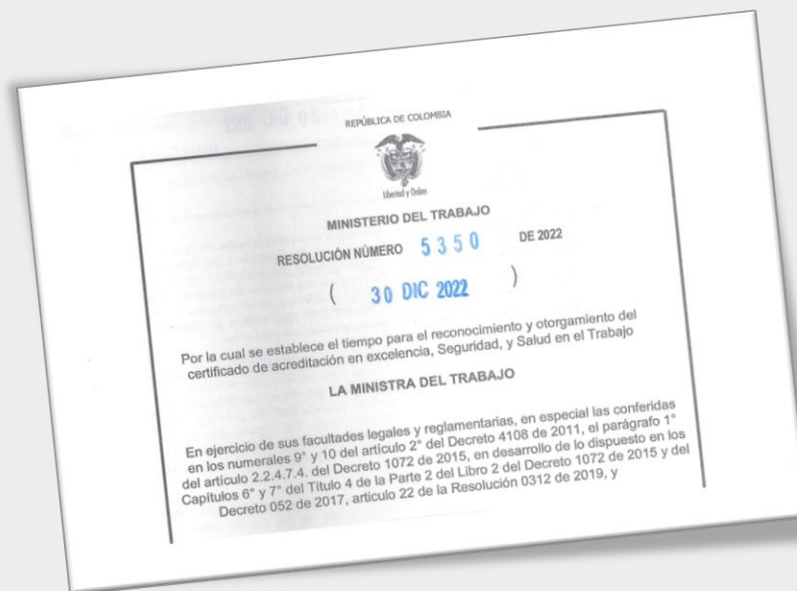 REPÚBLICA DE COLOMBIA
Libertad y Orden
MINISTERIO DEL TRABAJO
RESOLUCIÓN NÚMERO 5350 DE 2022
( 30 DIC 2022 )
Por la cual se establece el tiempo para el reconocimiento y otorgamiento del
certificado de acreditación en excelencia, Seguridad, y Salud en el Trabajo
LA MINISTRA DEL TRABAJO
En ejercicio de sus facultades legales y reglamentarias, en especial las conferidas
en los numerales 9° y 10 del artículo 2° del Decreto 4108 de 2011, el parágrafo 1°
del artículo 2.2.4.7.4. del Decreto 1072 de 2015, en desarrollo de lo dispuesto en los
Capítulos 6° y 7° del Título 4 de la Parte 2 del Libro 2 del Decreto 1072 de 2015 y del
Decreto 052 de 2017, articulo 22 de la Resolución 0312 de 2019, y